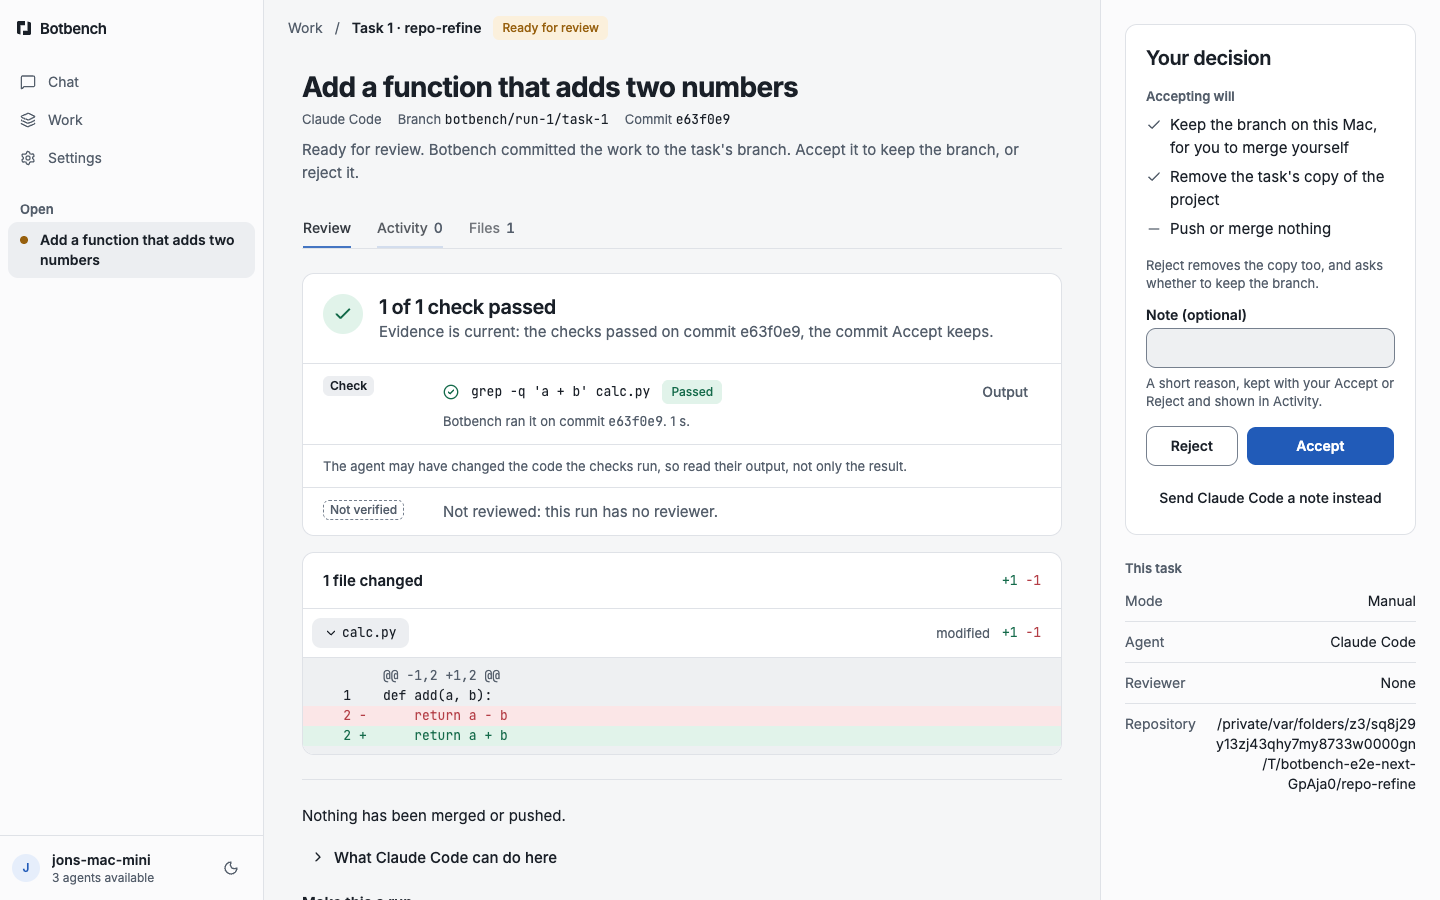 Botbench
Chat
Work
Settings
Open
Add a function that adds two
numbers
jons-mac-mini
3 agents available
J
Work / Task 1 · repo-refine Ready for review
Add a function that adds two numbers
Claude Code Branch botbench/run-1/task-1 Commit e63f0e9
Ready for review. Botbench committed the work to the task's branch. Accept it to keep the branch, or
reject it.
Review Activity 0 Files 1
1 of 1 check passed
Evidence is current: the checks passed on commit e63f0e9, the commit Accept keeps.
Check grep -q 'a + b' calc.py Passed Output
Botbench ran it on commit e63f0e9. 1 s.
The agent may have changed the code the checks run, so read their output, not only the result.
Not verified Not reviewed: this run has no reviewer.
1 file changed +1 -1
calc.py modified +1 -1
@@ -1,2 +1,2 @@
1 def add(a, b):
2 - return a - b
2 + return a + b
Nothing has been merged or pushed.
What Claude Code can do here
Make this a run
Your decision
Accepting will
Keep the branch on this Mac,
for you to merge yourself
Remove the task's copy of the
project
Push or merge nothing
Reject removes the copy too, and asks
whether to keep the branch.
Note (optional)
A short reason, kept with your Accept or
Reject and shown in Activity.
Reject Accept
Send Claude Code a note instead
This task
Mode Manual
Agent Claude Code
Reviewer None
Repository /private/var/folders/z3/sq8j29
y13zj43qhy7my8733w0000gn
/T/botbench-e2e-next-
GpAja0/repo-refine